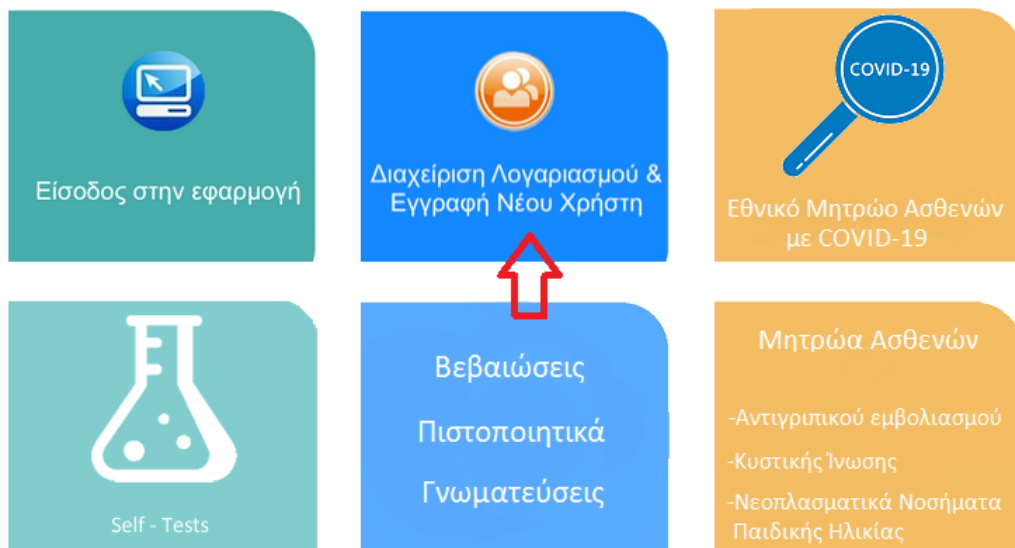 Είσοδος στην εφαρμογή
Διαχείριση Λογαριασμού &
Εγγραφή Νέου Χρήστη
COVID-19
Εθνικό Μητρώο Ασθενών
με COVID-19
Self - Tests
Βεβαιώσεις
Πιστοποιητικά
Γνωματεύσεις
Μητρώα Ασθενών
-Αντιγριπικού εμβολιασμού
-Κυστικής Ίνωσης
-Νεοπλασματικά Νοσήματα
Παιδικής Ηλικίας